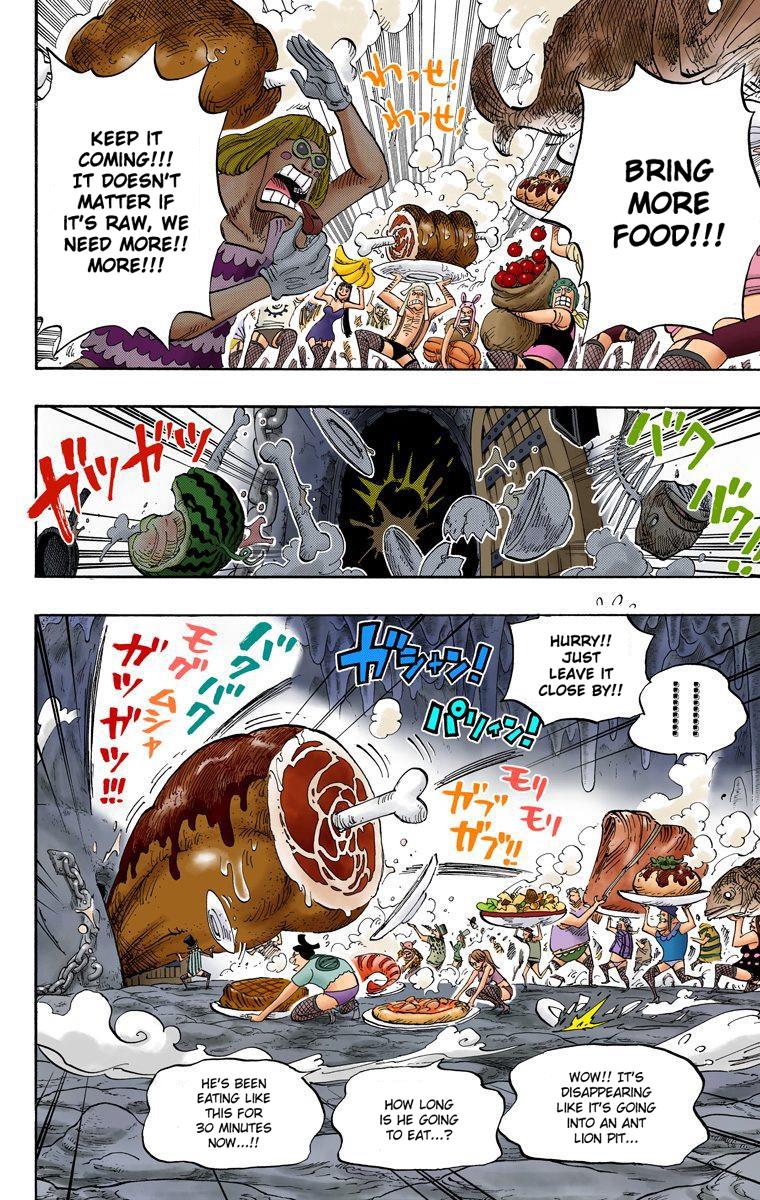 BRING
MORE
FOOD!!!
わっせ!
わっせ!
KEEP IT
COMING!!!
IT DOESN'T
MATTER IF
IT'S RAW, WE
NEED MORE!!
MORE!!!
バク
バク!!
ガツガツ
HURRY!!
JUST
LEAVE IT
CLOSE BY!!
!!
ガシャン!
パリィン!
モリ
モリ
ガブ
ガブ!!
バク
バク
モグ
ムシャ
ガツ
ガツ!!!
WOW!! IT'S
DISAPPEARING
LIKE IT'S GOING
INTO AN ANT
LION PIT...
HOW LONG
IS HE GOING
TO EAT...?
HE'S BEEN
EATING LIKE
THIS FOR
30 MINUTES
NOW...!!